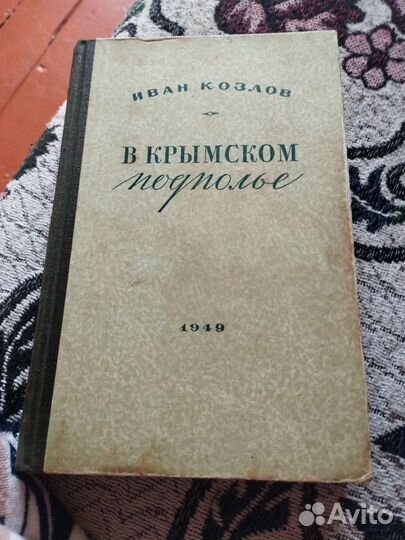 ИВАН КОЗЛОВ
В КРЫМСКОМ
подполье
1949
Avito